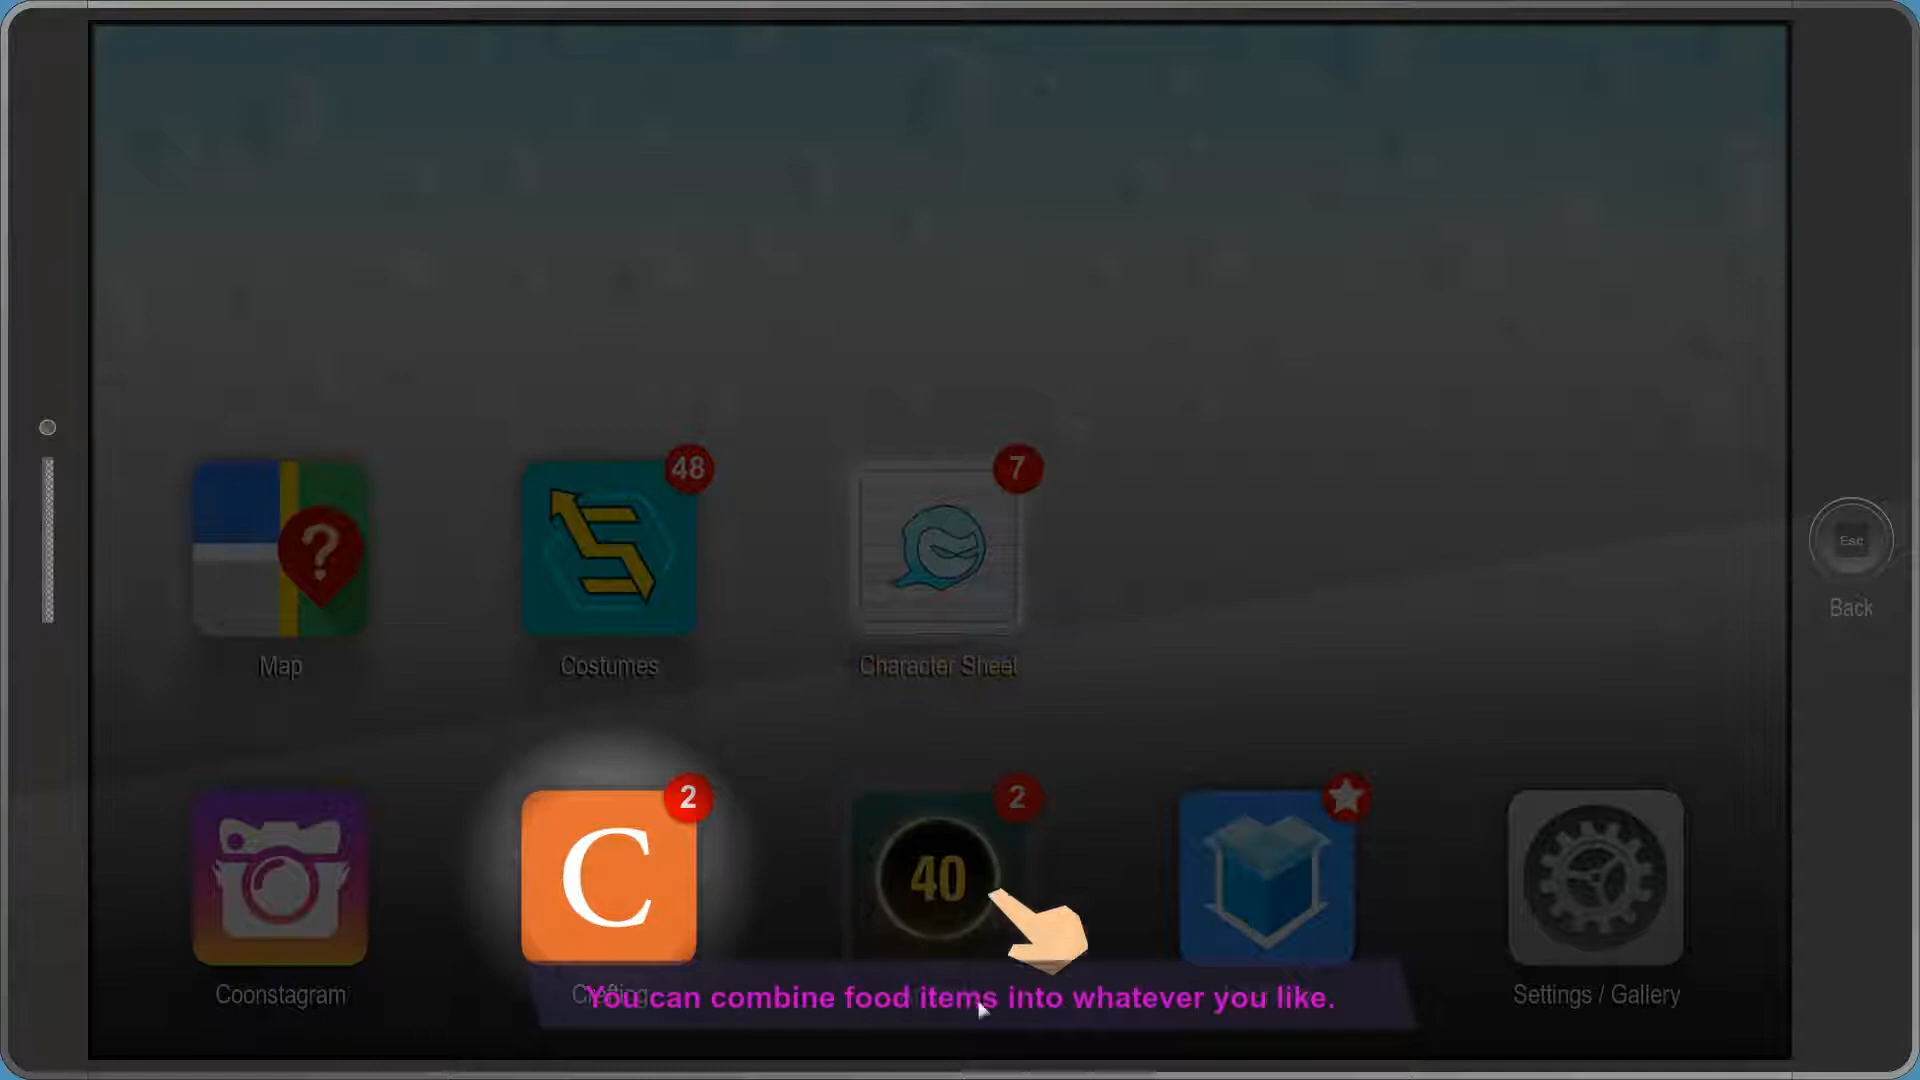 48
7
?
Esc
Map
Costumes
Character Sheet
Back
2
2
C
40
Coonstagram
Crafting
You can combine food items into whatever you like.
Settings / Gallery